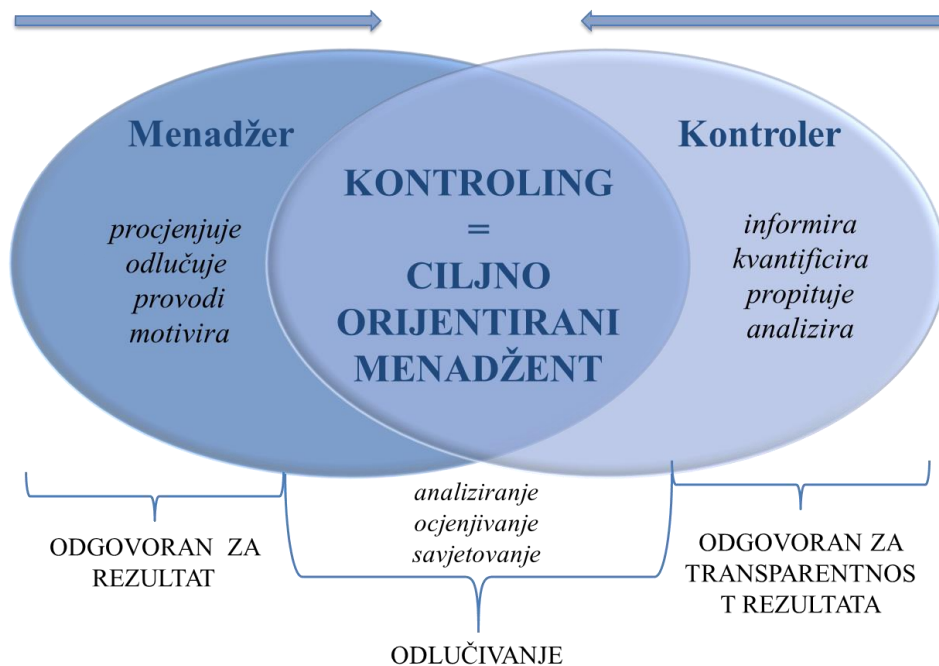 Menadžer
procjenjuje
odlučuje
provodi
motivira
KONTROLING
=
CILJNO
ORIJENTIRANI
MENADŽENT
Kontroler
informira
kvantificira
propituje
analizira
ODGOVORAN ZA
REZULTAT
analiziranje
ocjenjivanje
savjetovanje
ODLUČIVANJE
ODGOVORAN ZA
TRANSPARENTNOS
T REZULTATA